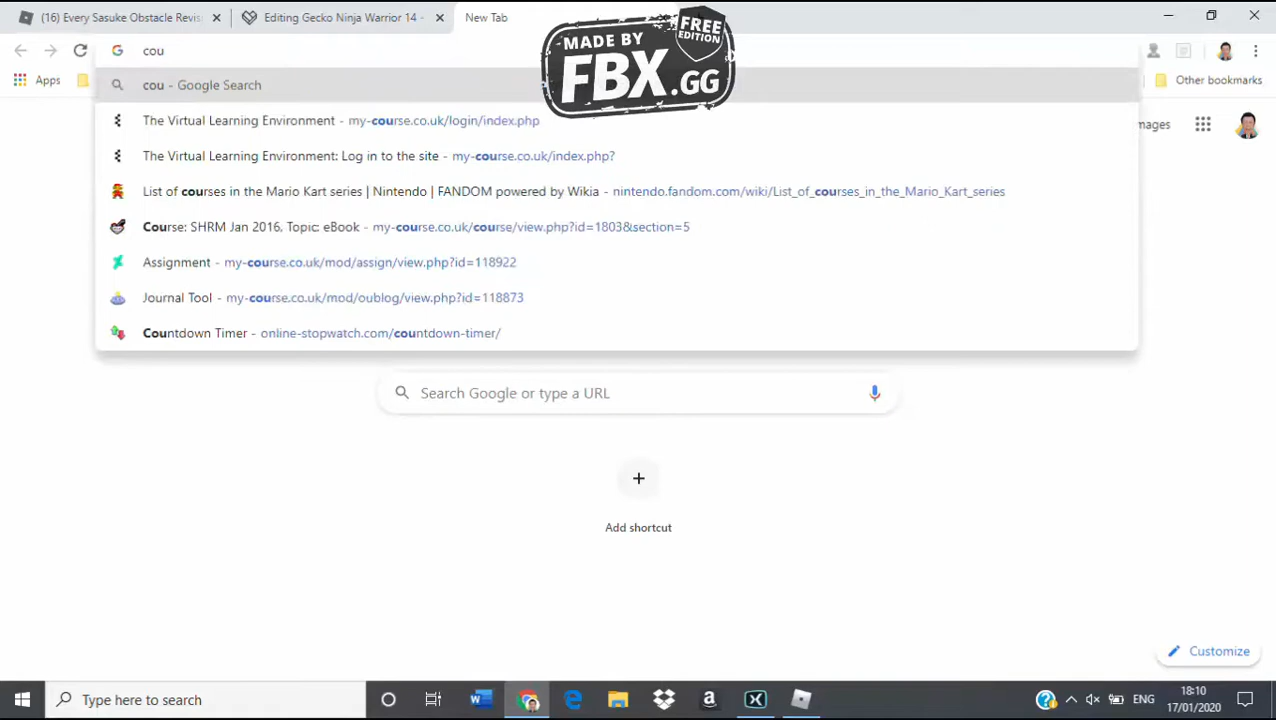 (16) Every Sasuke Obstacle Revis
Editing Gecko Ninja Warrior 14 -
New Tab
MADE BY
FREE
EDITION
FBX.GG
cou
Apps
Other bookmarks
cou - Google Search
The Virtual Learning Environment - my-course.co.uk/login/index.php
mages
The Virtual Learning Environment: Log in to the site - my-course.co.uk/index.php?
List of courses in the Mario Kart series | Nintendo | FANDOM powered by Wikia - nintendo.fandom.com/wiki/List_of_courses_in_the_Mario_Kart_series
Course: SHRM Jan 2016, Topic: eBook - my-course.co.uk/course/view.php?id=1803&section=5
Assignment - my-course.co.uk/mod/assign/view.php?id=118922
Journal Tool - my-course.co.uk/mod/oublog/view.php?id=118873
Countdown Timer - online-stopwatch.com/countdown-timer/
Search Google or type a URL
Add shortcut
Customize
Type here to search
ENG
18:10
17/01/2020